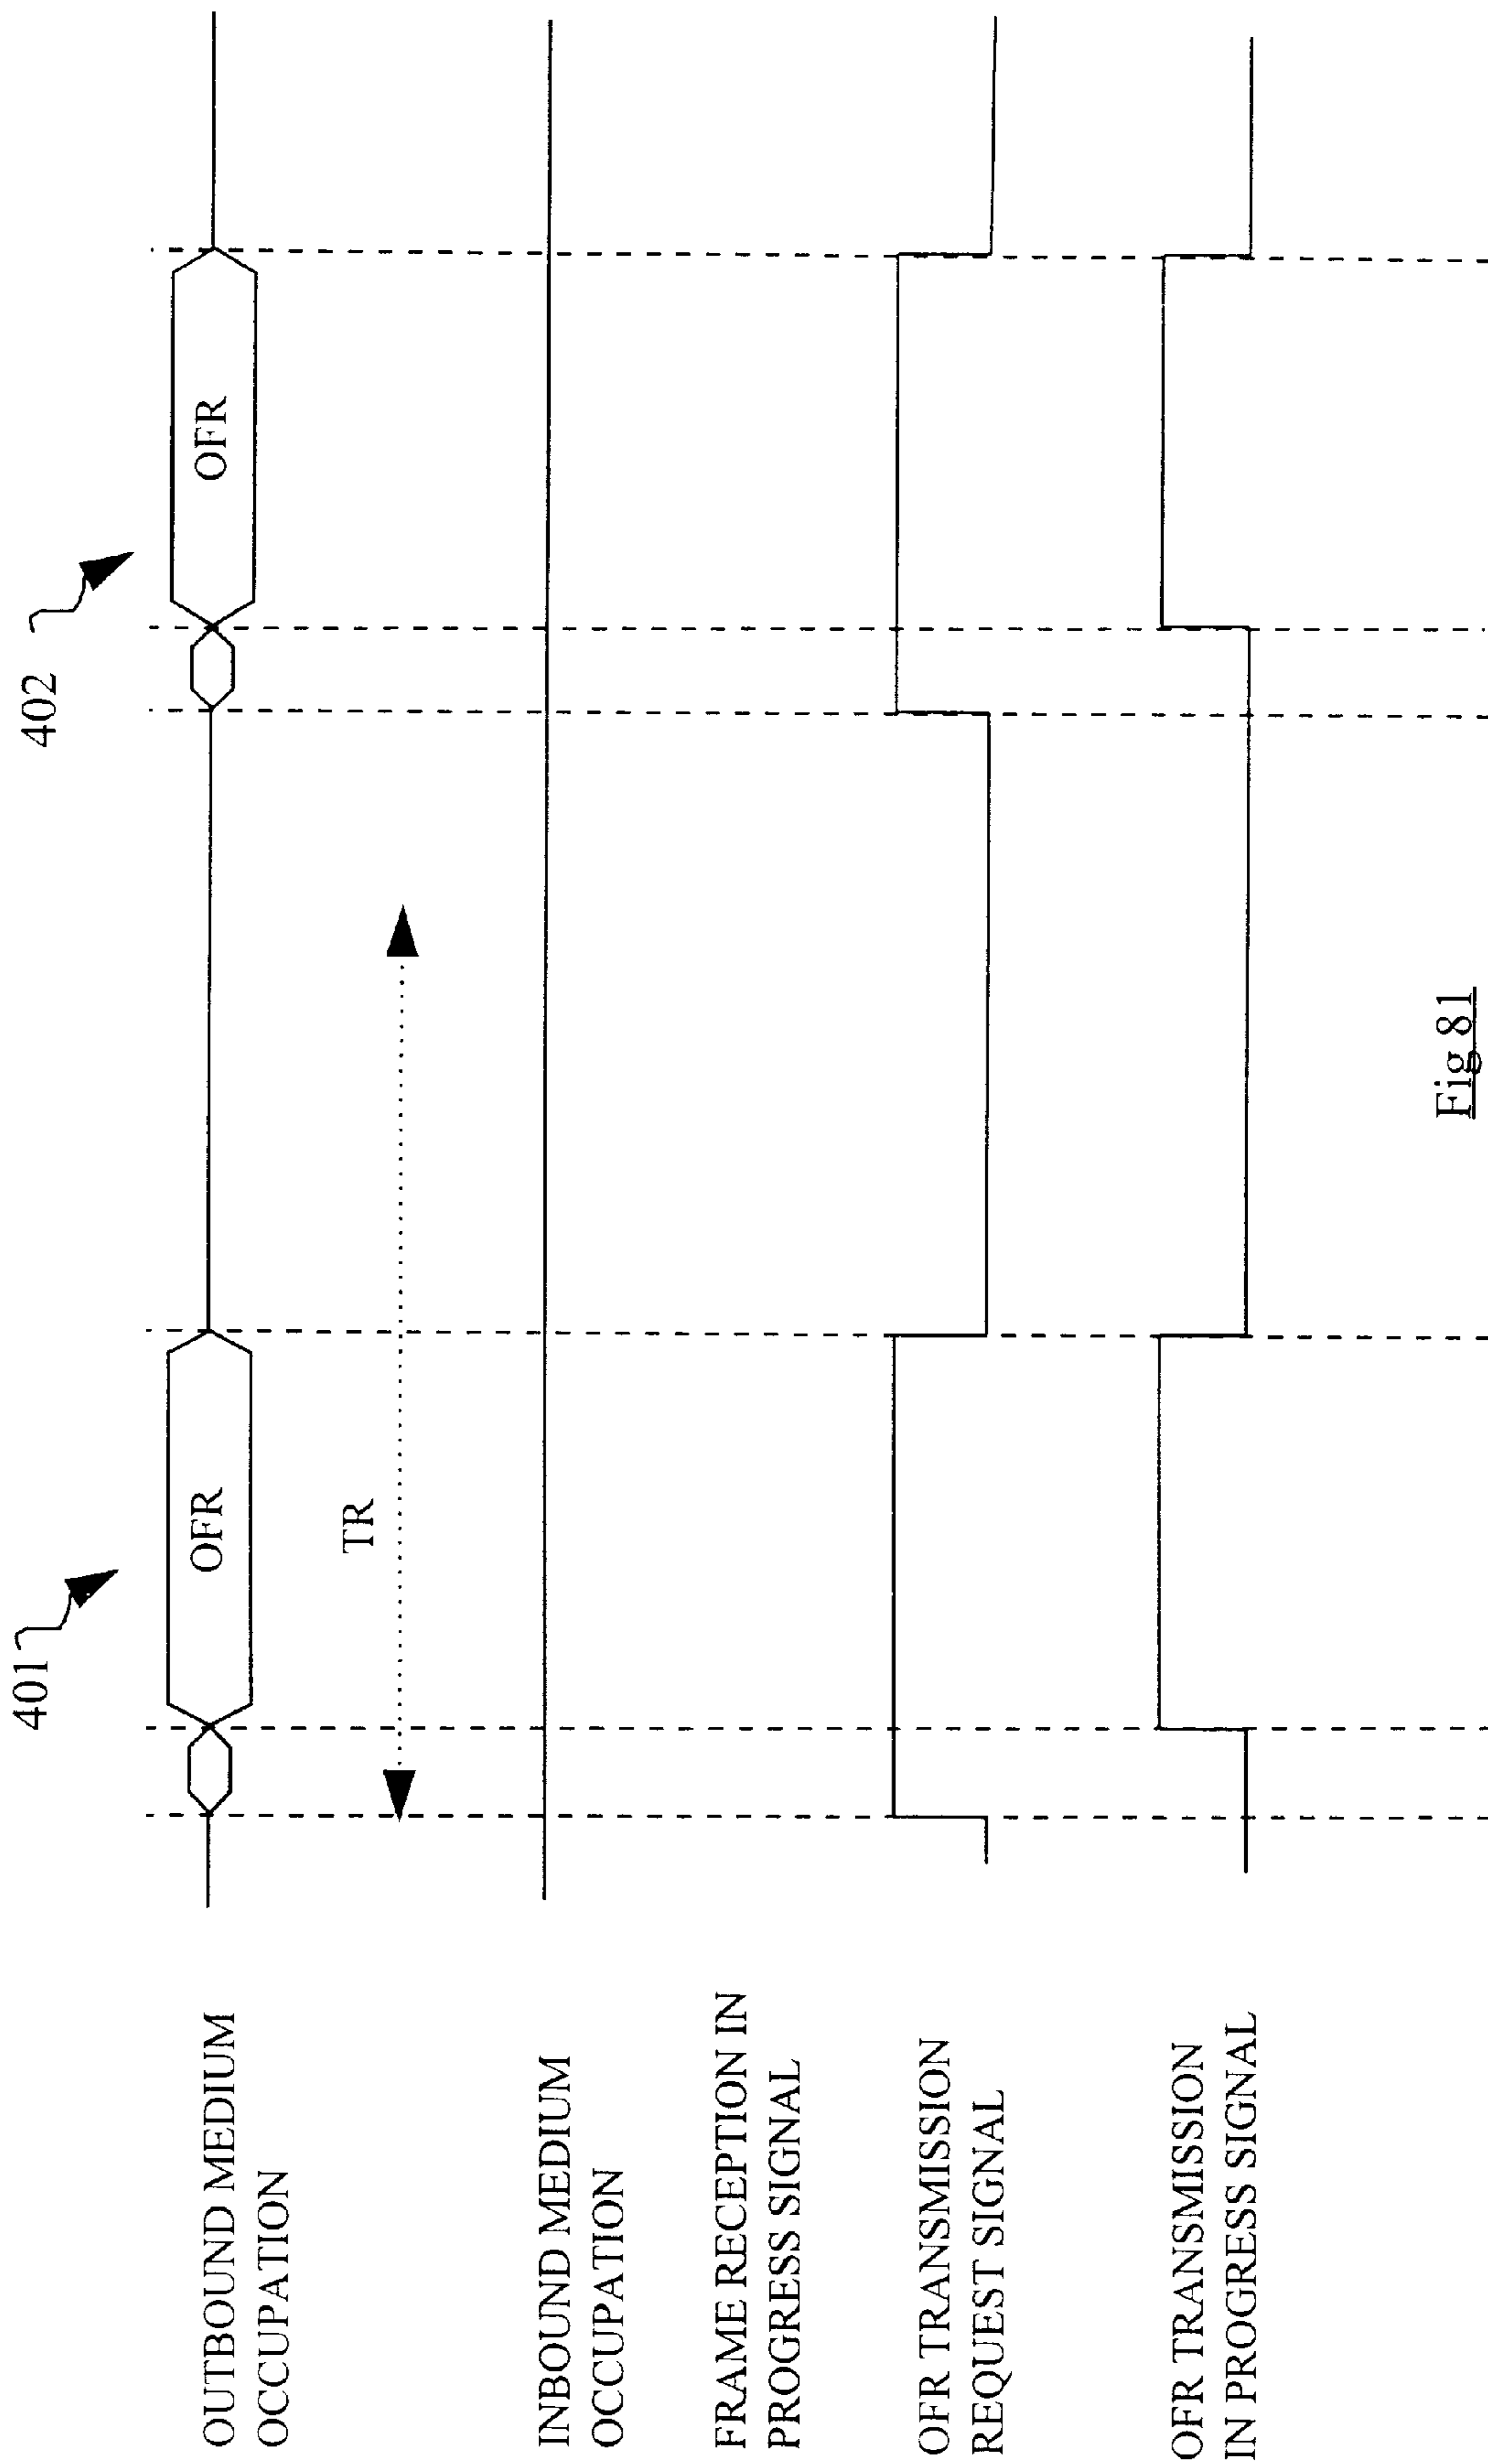 401
402
OFR
OFR
OUTBOUND MEDIUM
OCCUPATION
TR
INBOUND MEDIUM
OCCUPATION
FRAME RECEPTION IN
PROGRESS SIGNAL
OFR TRANSMISSION
REQUEST SIGNAL
OFR TRANSMISSION
IN PROGRESS SIGNAL
Fig 81